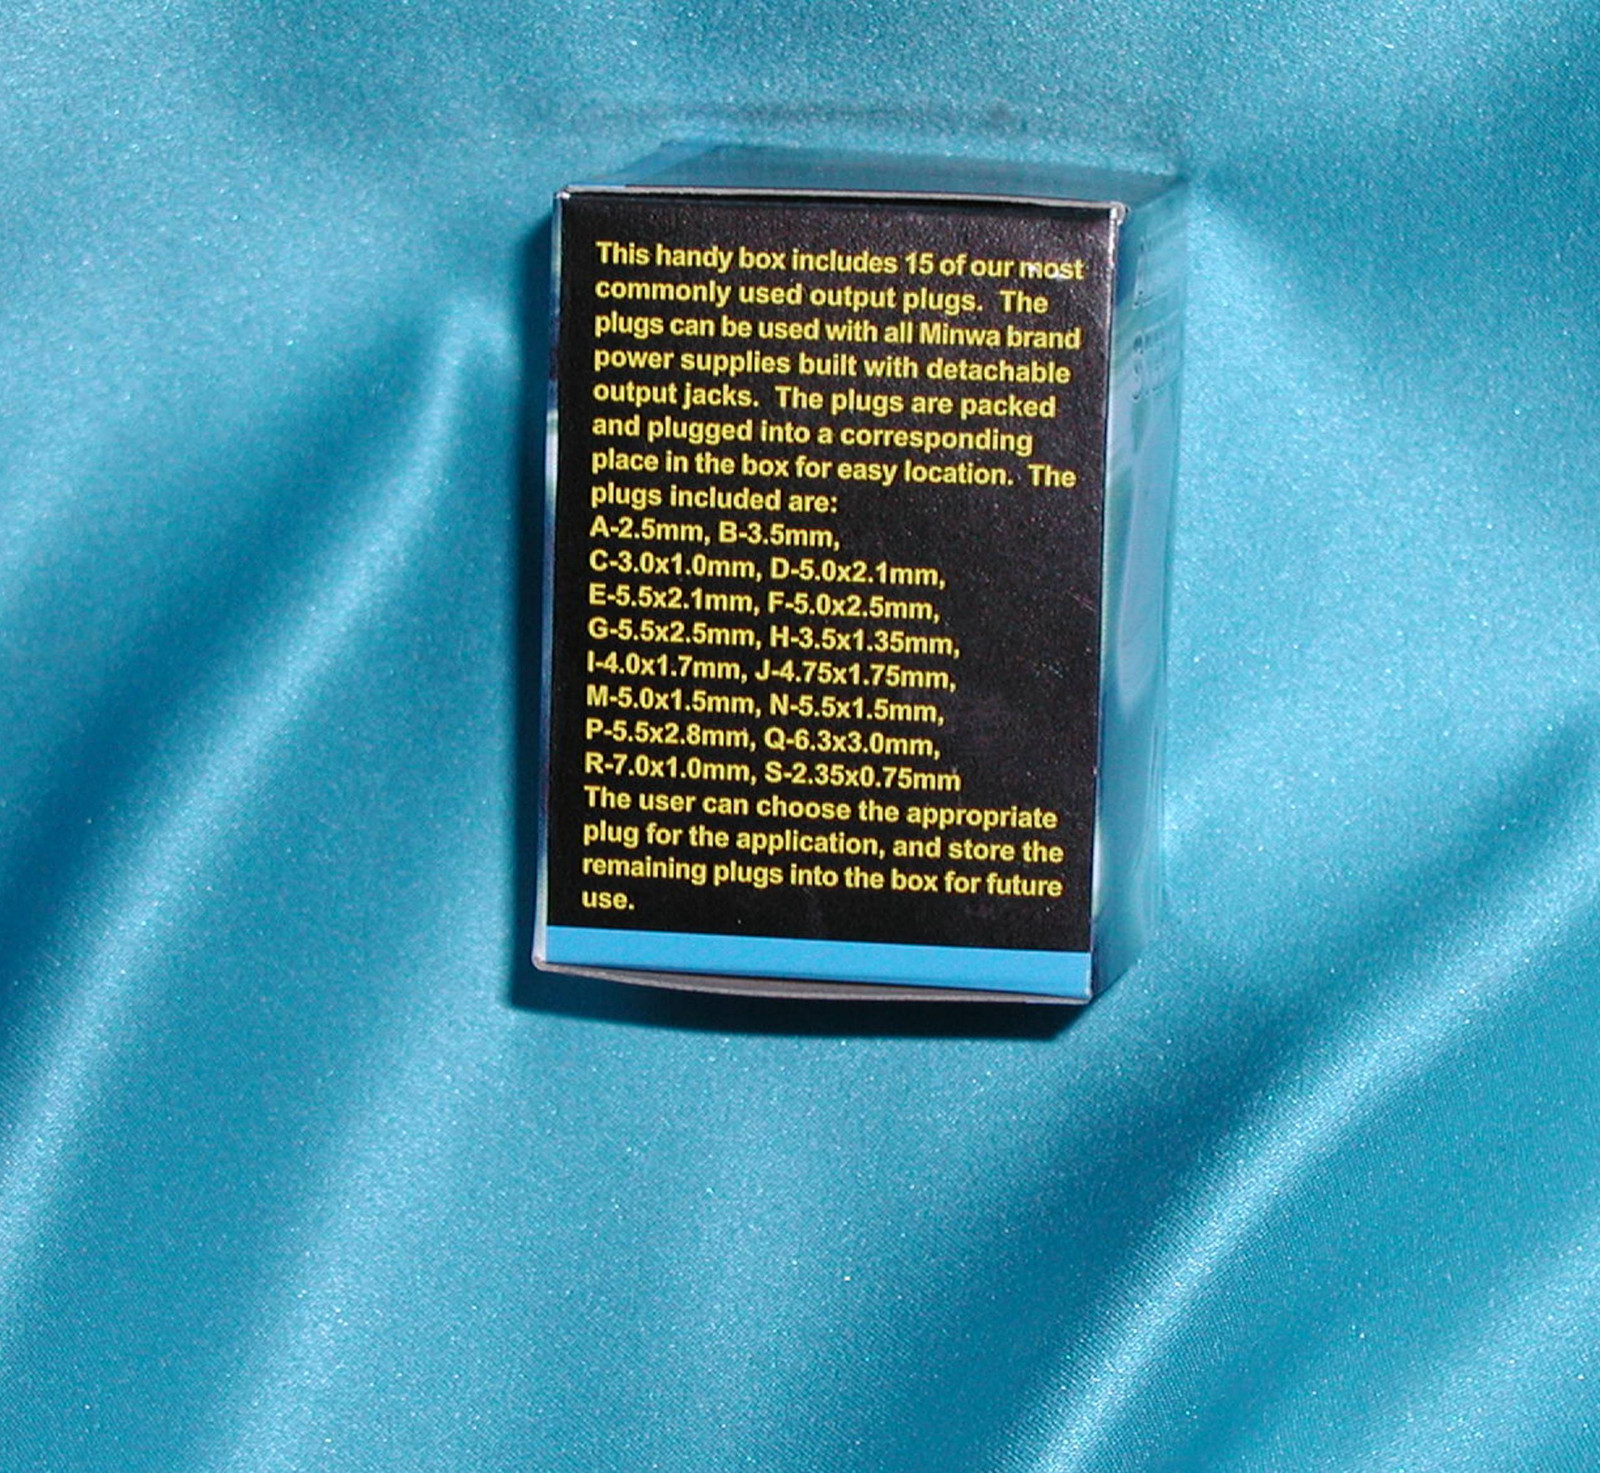 This handy box includes 15 of our most
commonly used output plugs.  The
plugs can be used with all Minwa brand
power supplies built with detachable
output jacks.  The plugs are packed
and plugged into a corresponding
place in the box for easy location.  The
plugs included are:
A-2.5mm, B-3.5mm,
C-3.0x1.0mm, D-5.0x2.1mm,
E-5.5x2.1mm, F-5.0x2.5mm,
G-5.5x2.5mm, H-3.5x1.35mm,
I-4.0x1.7mm, J-4.75x1.75mm,
M-5.0x1.5mm, N-5.5x1.5mm,
P-5.5x2.8mm, Q-6.3x3.0mm,
R-7.0x1.0mm, S-2.35x0.75mm
The user can choose the appropriate
plug for the application, and store the
remaining plugs into the box for future
use.